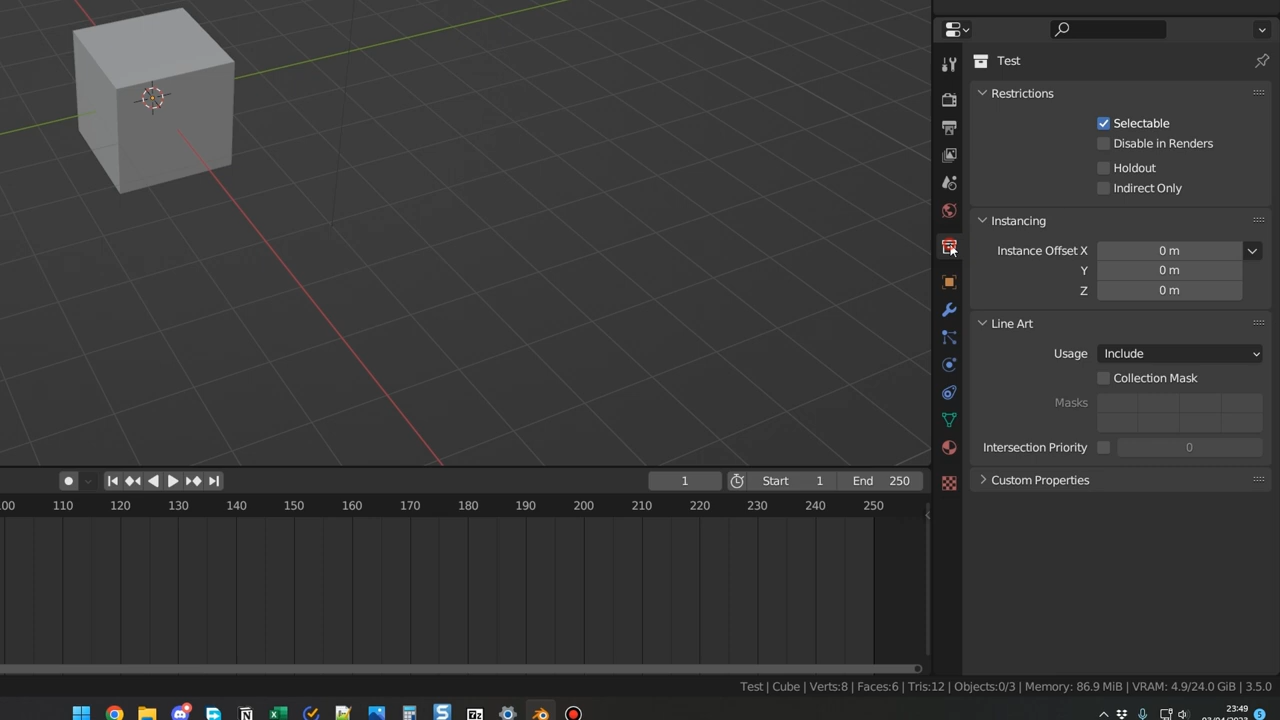 Test
Restrictions
Selectable
Disable in Renders
Holdout
Indirect Only
Instancing
Instance Offset X 0 m
Y 0 m
Z 0 m
Line Art
Usage Include
Collection Mask
Masks
Intersection Priority 0
Custom Properties
1 Start 1 End 250
00 110 120 130 140 150 160 170 180 190 200 210 220 230 240 250
Test | Cube | Verts:8 | Faces:6 | Tris:12 | Objects:0/3 | Memory: 86.9 MiB | VRAM: 4.9/24.0 GiB | 3.5.0
23:49